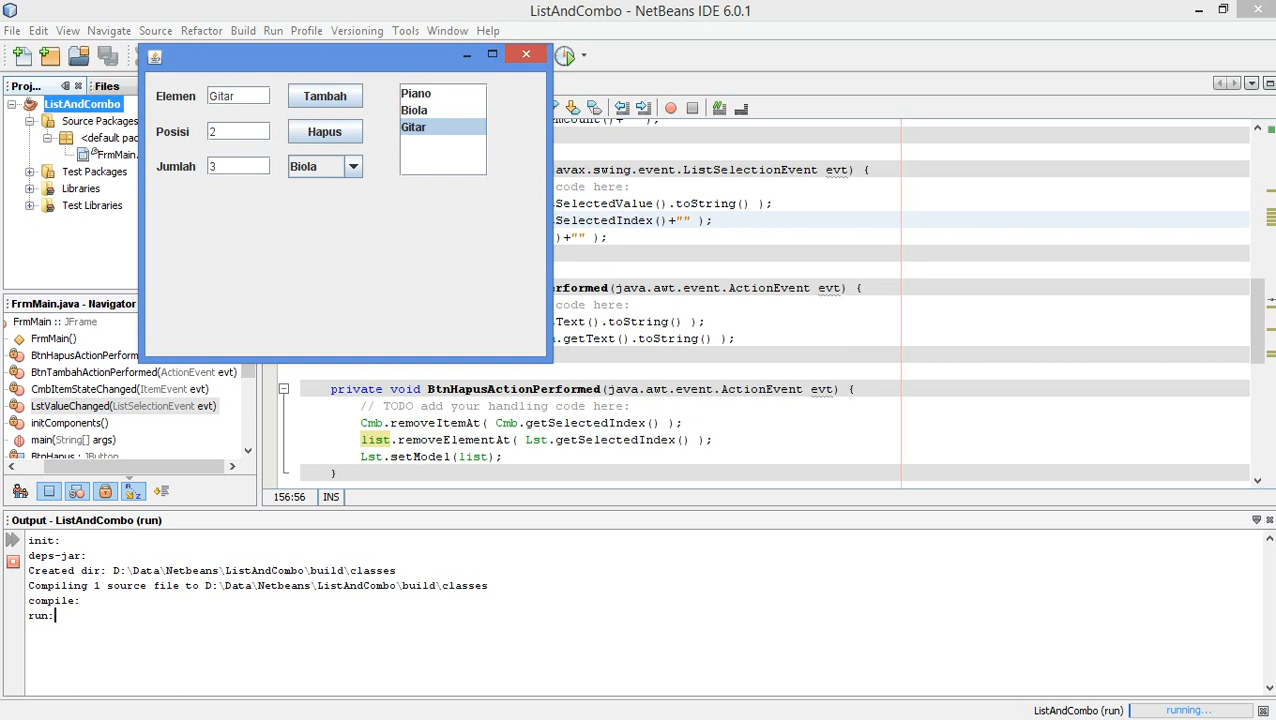 ListAndCombo - NetBeans IDE 6.0.1
File Edit View Navigate Source Refactor Build Run Profile Versioning Tools Window Help
Proj... Files
ListAndCombo
Source Packages
<default pac
FrmMain.
Test Packages
Libraries
Test Libraries
Elemen Gitar Tambah
Posisi 2 Hapus
Jumlah 3 Biola
Piano
Biola
Gitar
mCount()+" );
javax.swing.event.ListSelectionEvent evt) {
code here:
SelectedValue().toString() );
SelectedIndex()+"" );
)+"" );
formed(java.awt.event.ActionEvent evt) {
code here:
sText().toString() );
.getText().toString() );
private void BtnHapusActionPerformed(java.awt.event.ActionEvent evt) {
// TODO add your handling code here:
Cmb.removeItemAt( Cmb.getSelectedIndex() );
list.removeElementAt( Lst.getSelectedIndex() );
Lst.setModel(list);
}
156:56 INS
FrmMain.java - Navigator
FrmMain :: JFrame
FrmMain()
BtnHapusActionPerform
BtnTambahActionPerformed(ActionEvent evt)
CmbItemStateChanged(ItemEvent evt)
LstValueChanged(ListSelectionEvent evt)
initComponents()
main(String[] args)
BtnHapus : JButton
Output - ListAndCombo (run)
init:
deps-jar:
Created dir: D:\Data\Netbeans\ListAndCombo\build\classes
Compiling 1 source file to D:\Data\Netbeans\ListAndCombo\build\classes
compile:
run:
ListAndCombo (run) running...